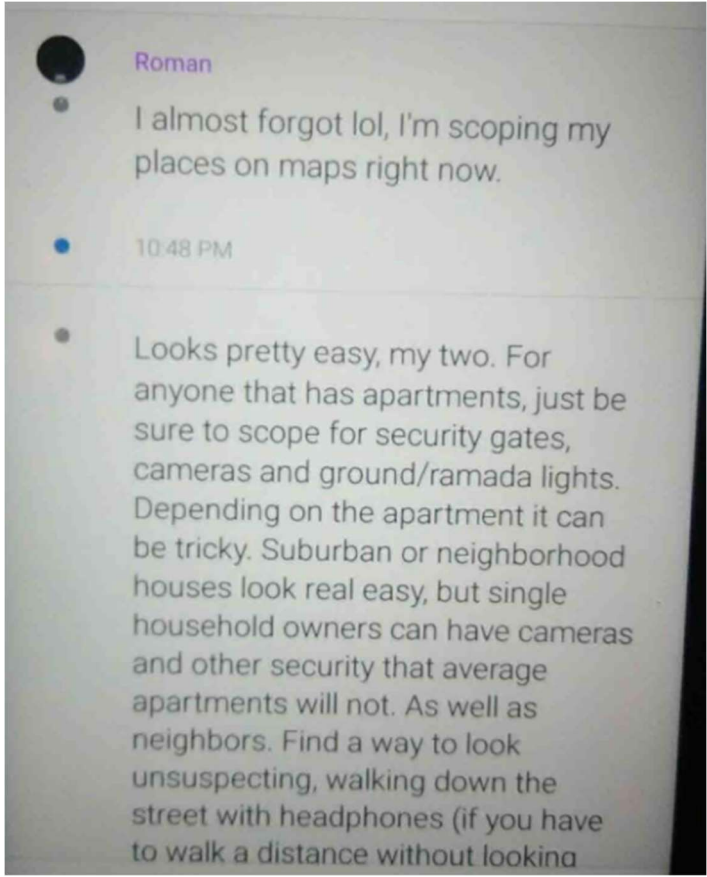 Roman
I almost forgot lol, I'm scoping my
places on maps right now.
10:48 PM
Looks pretty easy, my two. For
anyone that has apartments, just be
sure to scope for security gates,
cameras and ground/ramada lights.
Depending on the apartment it can
be tricky. Suburban or neighborhood
houses look real easy, but single
household owners can have cameras
and other security that average
apartments will not. As well as
neighbors. Find a way to look
unsuspecting, walking down the
street with headphones (if you have
to walk a distance without looking